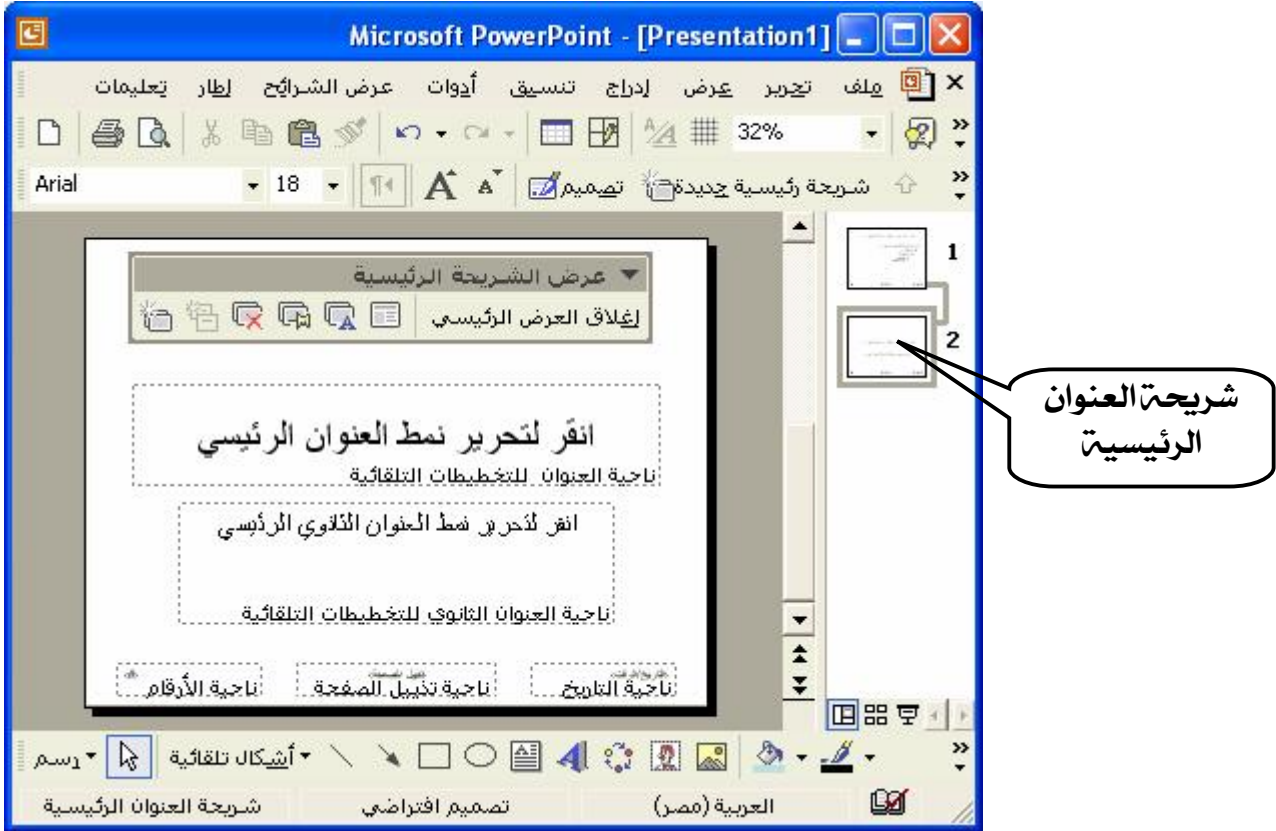 Microsoft PowerPoint - [Presentation1]
ملف تحرير عرض إدراج تنسيق أدوات عرض الشرائح إطار تعليمات
32%
Arial 18 تصميم شريحة رئيسية جديدة
عرض الشريحة الرئيسية
إغلاق العرض الرئيسي
1
2
شريحة العنوان
الرئيسية
انقر لتحرير نمط العنوان الرئيسي
ناحية العنوان للتخطيطات التلقائية
انقر لتحرير نمط العنوان الثانوي الرئيسي
ناحية العنوان الثانوي للتخطيطات التلقائية
ناحية التاريخ ناحية تذييل الصفحة ناحية الأرقام
رسم أشكال تلقائية
شريحة العنوان الرئيسية تصميم افتراضي العربية (مصر)